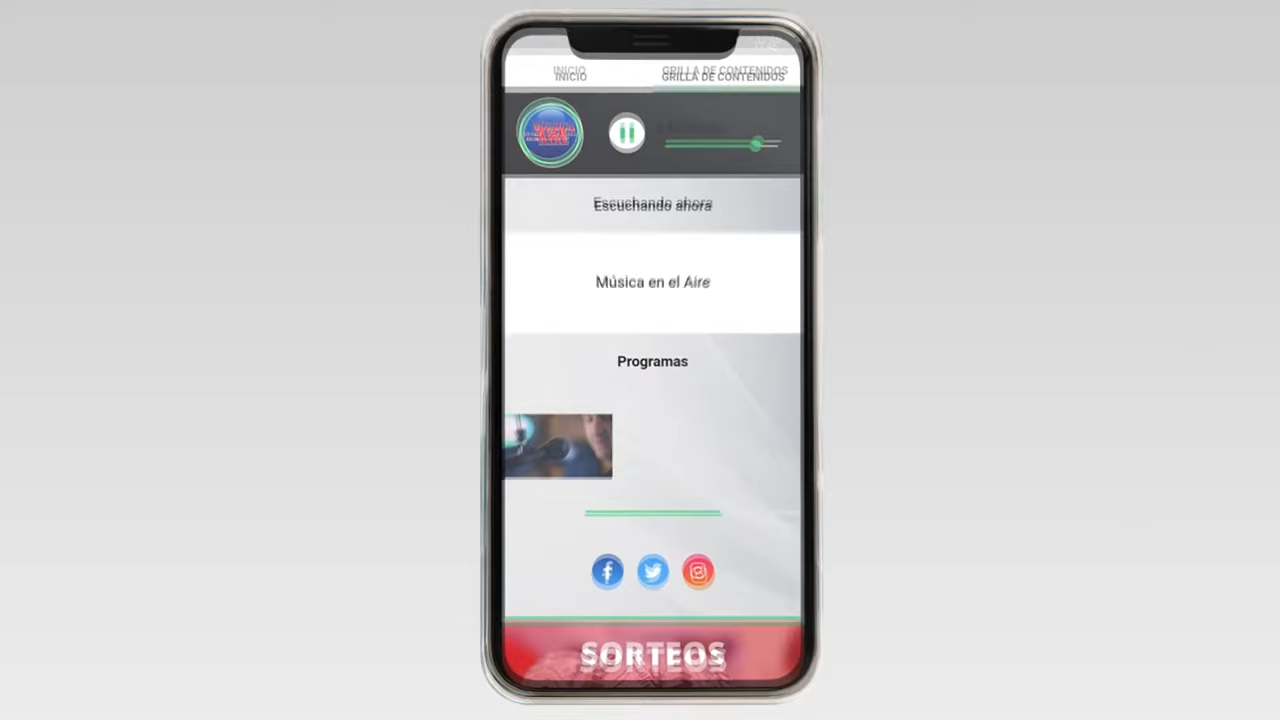 INICIO
GRILLA DE CONTENIDOS
Escuchando ahora
Música en el Aire
Programas
SORTEOS